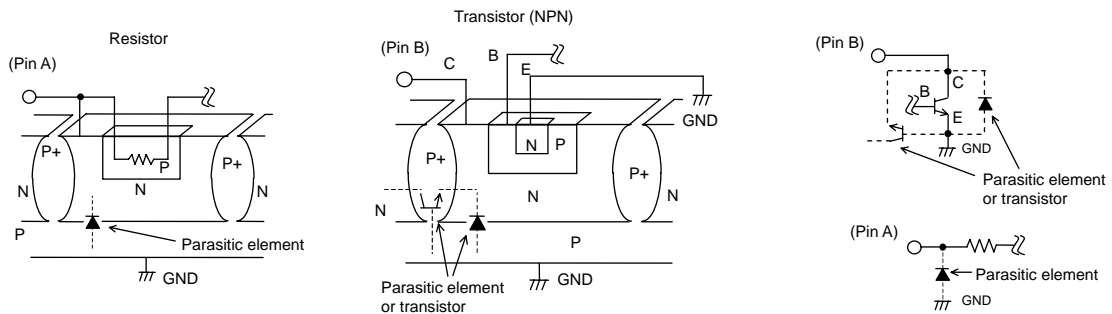 Resistor
(Pin A)
P+
P
P+
N
N
N
P
Parasitic element
GND
Transistor (NPN)
(Pin B)
C
B
E
GND
P+
N
P
P+
N
N
N
P
Parasitic element
or transistor
GND
(Pin B)
C
B
E
GND
Parasitic element
or transistor
(Pin A)
Parasitic element
GND